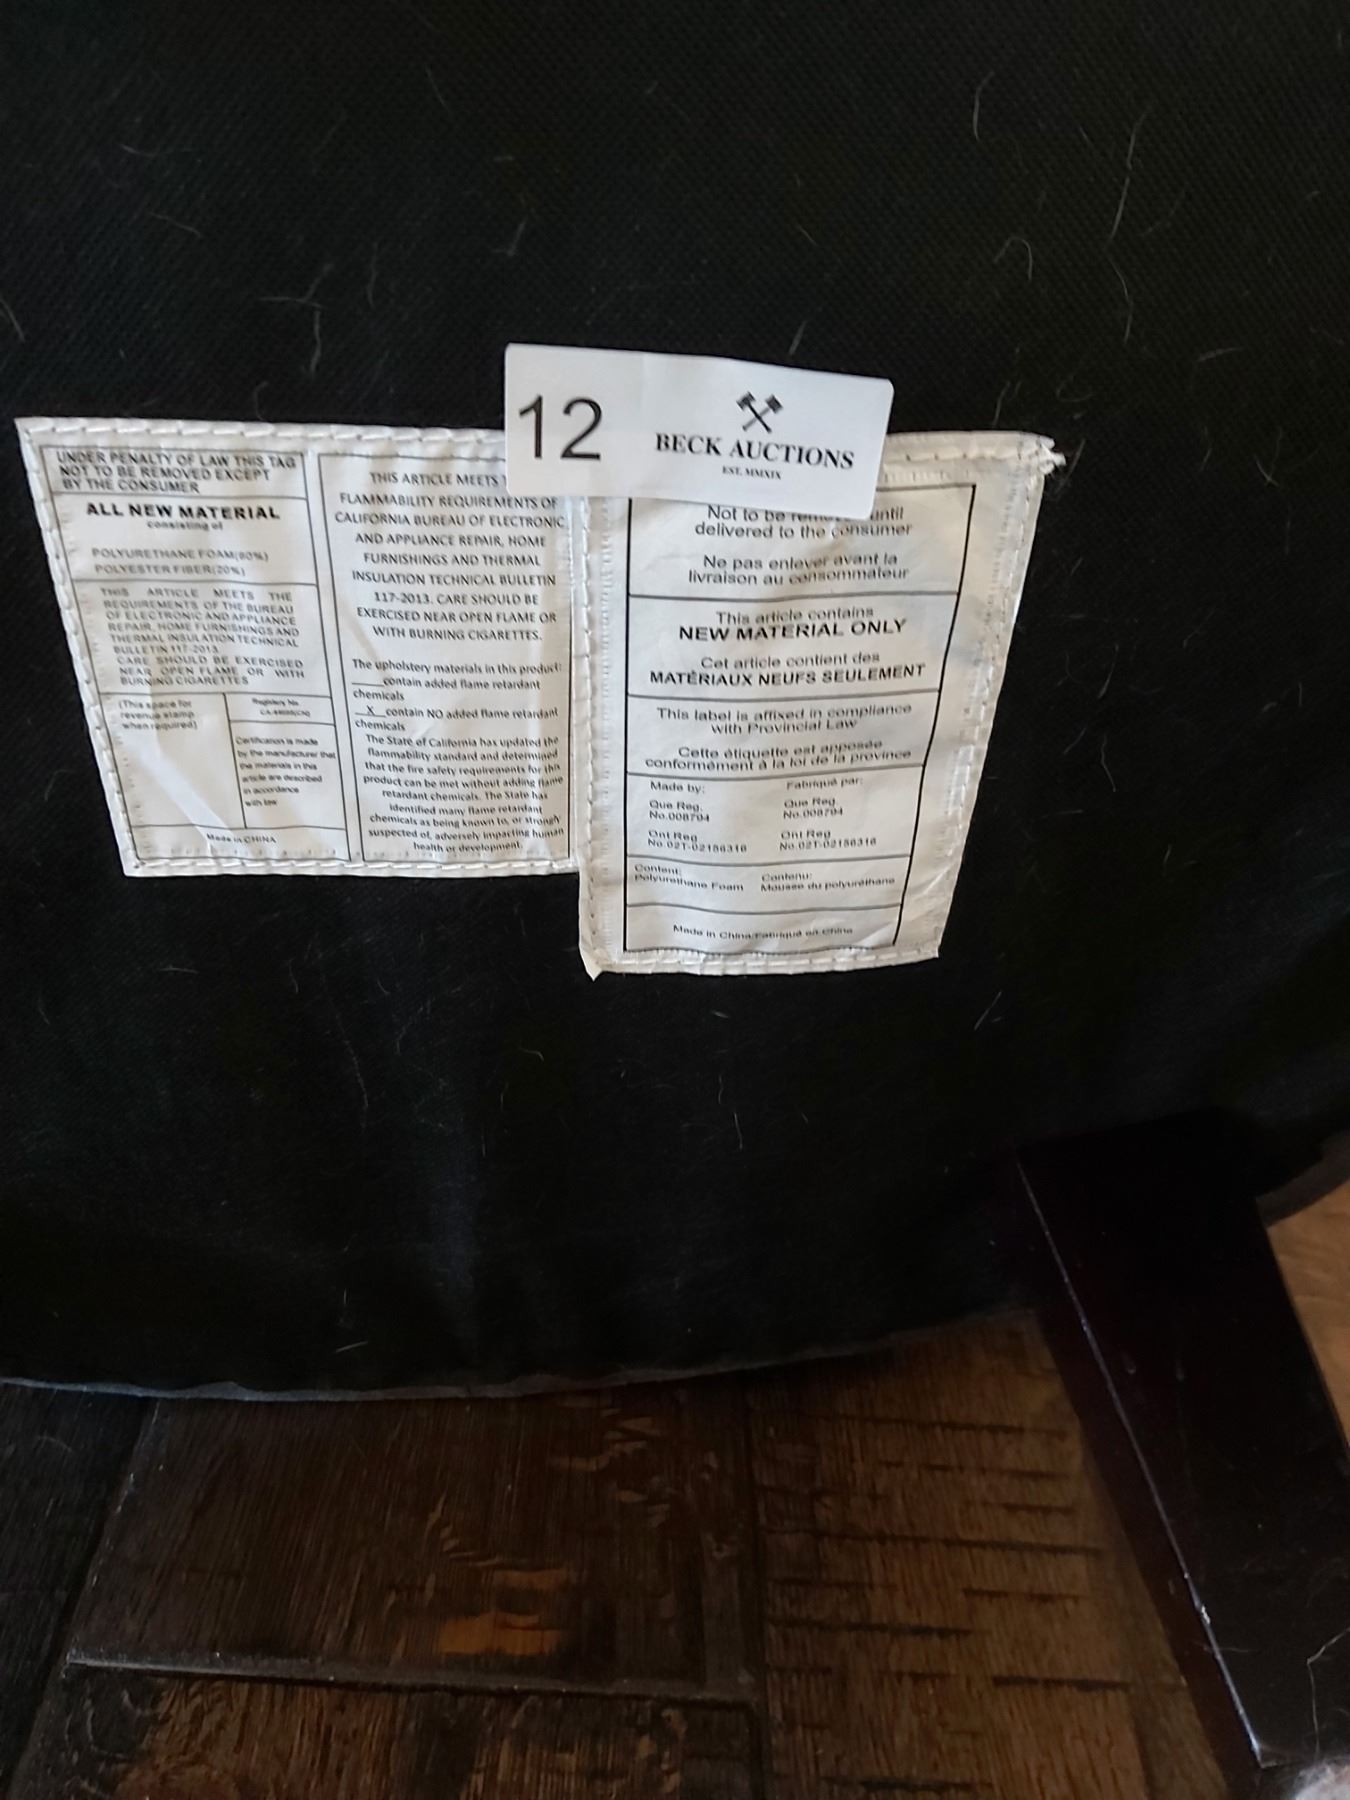 12
BECK AUCTIONS
EST. MMXIX
UNDER PENALTY OF LAW THIS TAG
NOT TO BE REMOVED EXCEPT
BY THE CONSUMER
ALL NEW MATERIAL
consisting of
POLYURETHANE FOAM(80%)
POLYESTER FIBER(20%)
THIS ARTICLE MEETS THE
REQUIREMENTS OF THE BUREAU
OF ELECTRONIC AND APPLIANCE
REPAIR, HOME FURNISHINGS AND
THERMAL INSULATION TECHNICAL
BULLETIN 117-2013.
CARE SHOULD BE EXERCISED
NEAR OPEN FLAME OR WITH
BURNING CIGARETTES
(This space for
revenue stamp
when required)
Registry No.
Certification is made
by the manufacturer that
the materials in this
article are described
in accordance
with law
Made in CHINA
THIS ARTICLE MEETS
FLAMMABILITY REQUIREMENTS OF
CALIFORNIA BUREAU OF ELECTRONIC
AND APPLIANCE REPAIR, HOME
FURNISHINGS AND THERMAL
INSULATION TECHNICAL BULLETIN
117-2013. CARE SHOULD BE
EXERCISED NEAR OPEN FLAME OR
WITH BURNING CIGARETTES.
The upholstery materials in this product:
____contain added flame retardant
chemicals
__X__contain NO added flame retardant
chemicals
The State of California has updated the
flammability standard and determined
that the fire safety requirements for this
product can be met without adding flame
retardant chemicals. The State has
identified many flame retardant
chemicals as being known to, or strongly
suspected of, adversely impacting human
health or development.
Not to be until
delivered to the consumer
Ne pas enlever avant la
livraison au consommateur
This article contains
NEW MATERIAL ONLY
Cet article contient des
MATÉRIAUX NEUFS SEULEMENT
This label is affixed in compliance
with Provincial Law
Cette étiquette est apposée
conformément à la loi de la province
Made by:
Que Reg.
No.008794
Ont Reg
No.02T-02156316
Fabriqué par:
Que Reg.
No.008794
Ont Reg
No.02T-02156316
Content:
Polyurethane Foam
Contenu:
Mousse du polyuréthane
Made in China/Fabriqué en Chine